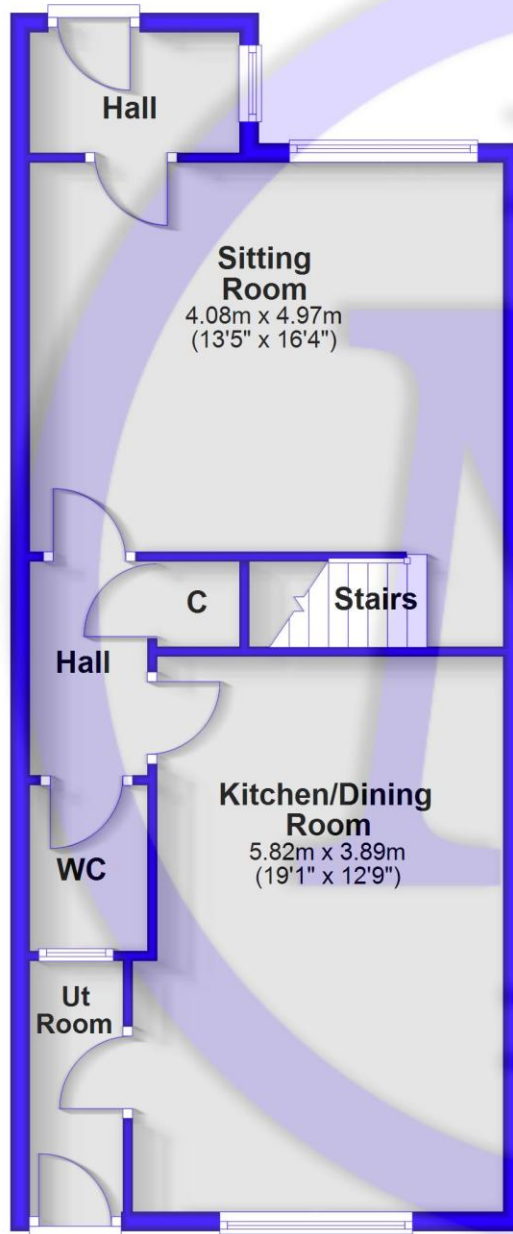 Hall
Sitting
Room
4.08m x 4.97m
(13'5" x 16'4")
C
Stairs
Hall
Kitchen/Dining
Room
5.82m x 3.89m
(19'1" x 12'9")
WC
Ut
Room